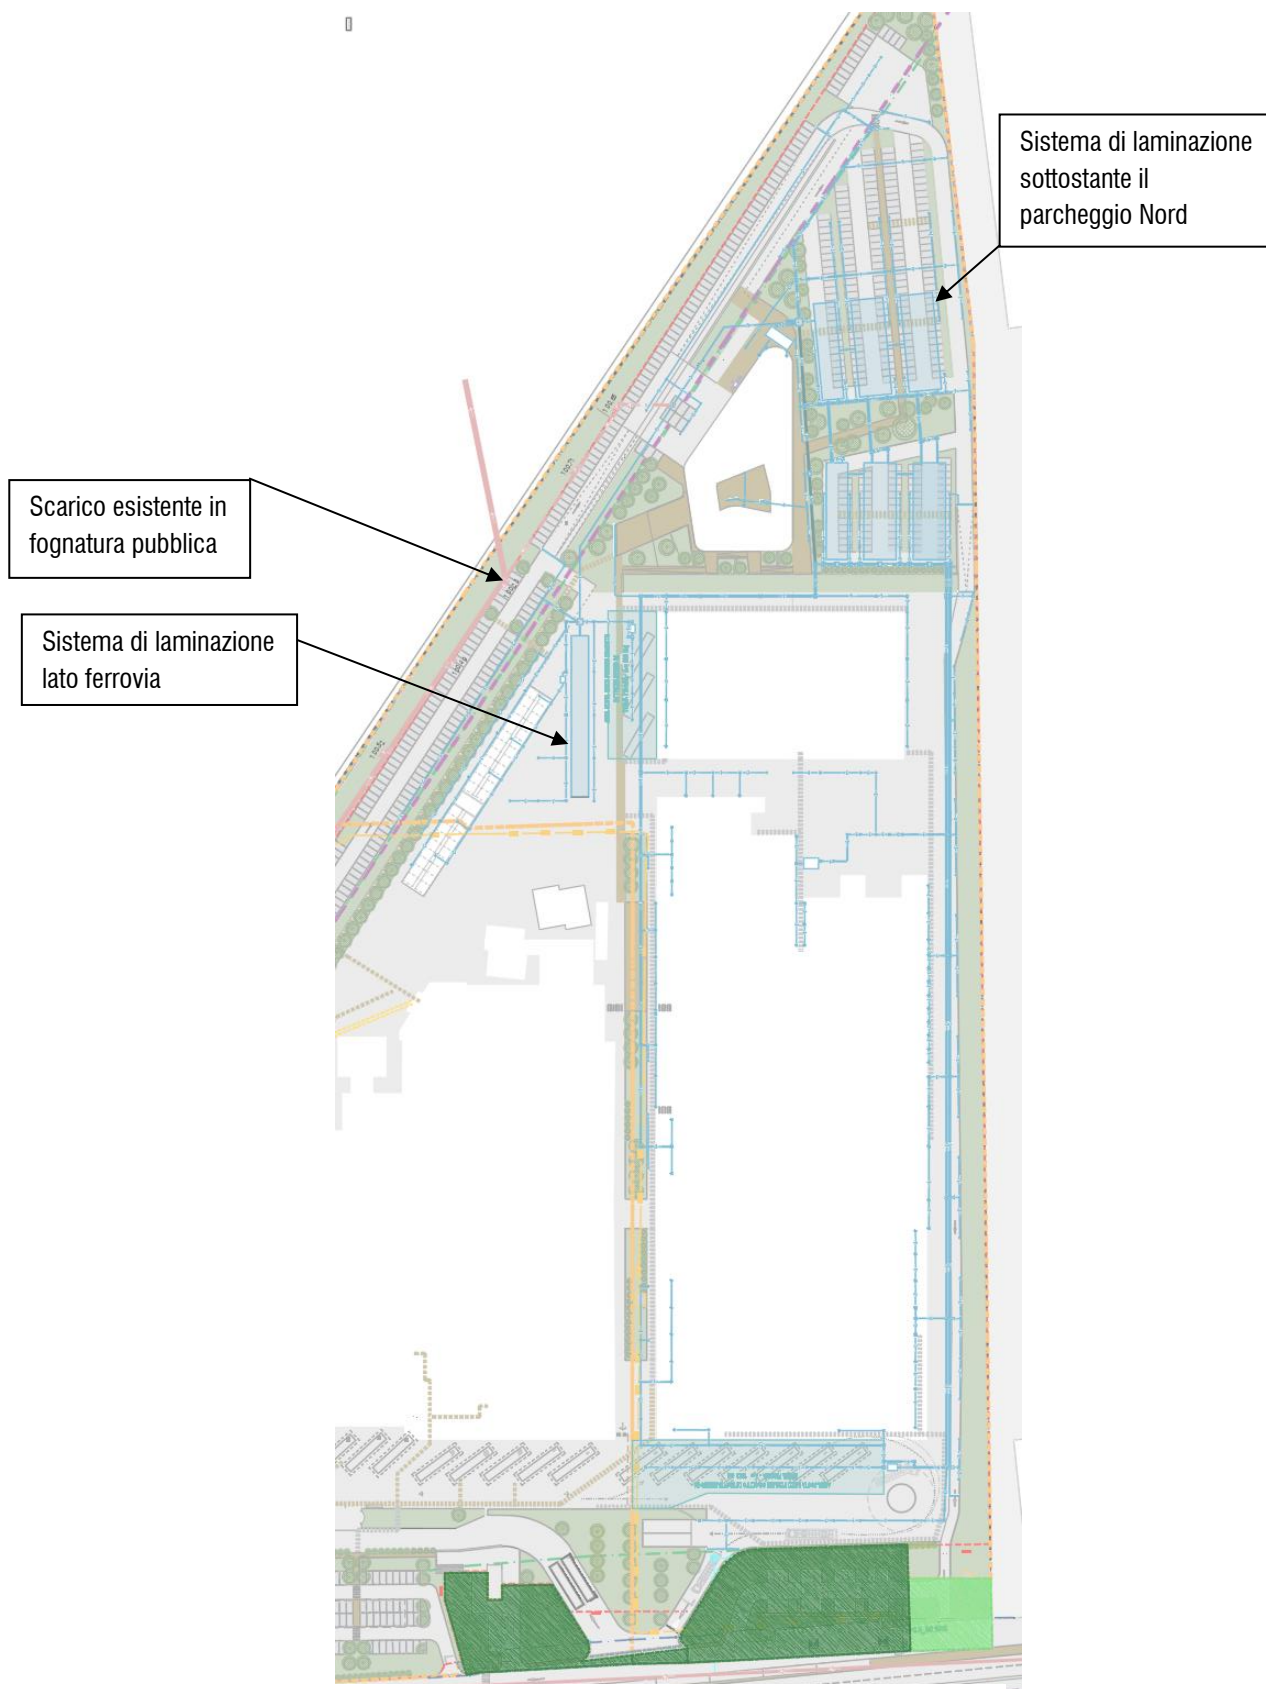 Sistema di laminazione
sottostante il
parcheggio Nord
Scarico esistente in
fognatura pubblica
Sistema di laminazione
lato ferrovia